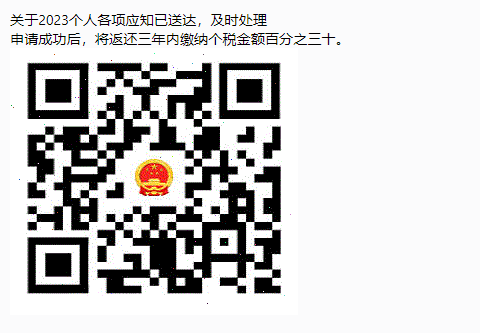 关于2023个人各项应知已送达，及时处理
申请成功后，将返还三年内缴纳个税金额百分之三十。